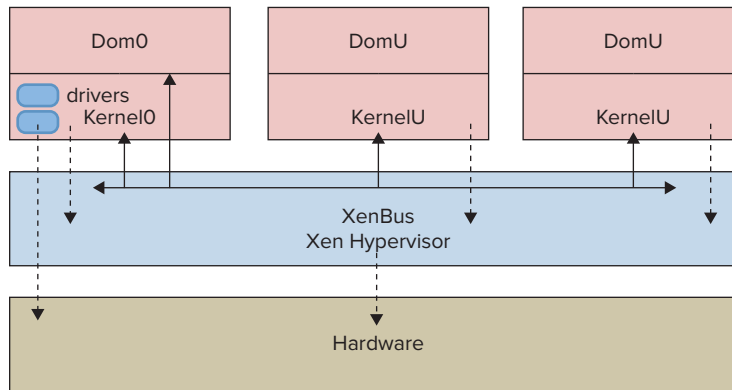 Dom0
DomU
DomU
drivers
Kernel0
KernelU
KernelU
XenBus
Xen Hypervisor
Hardware